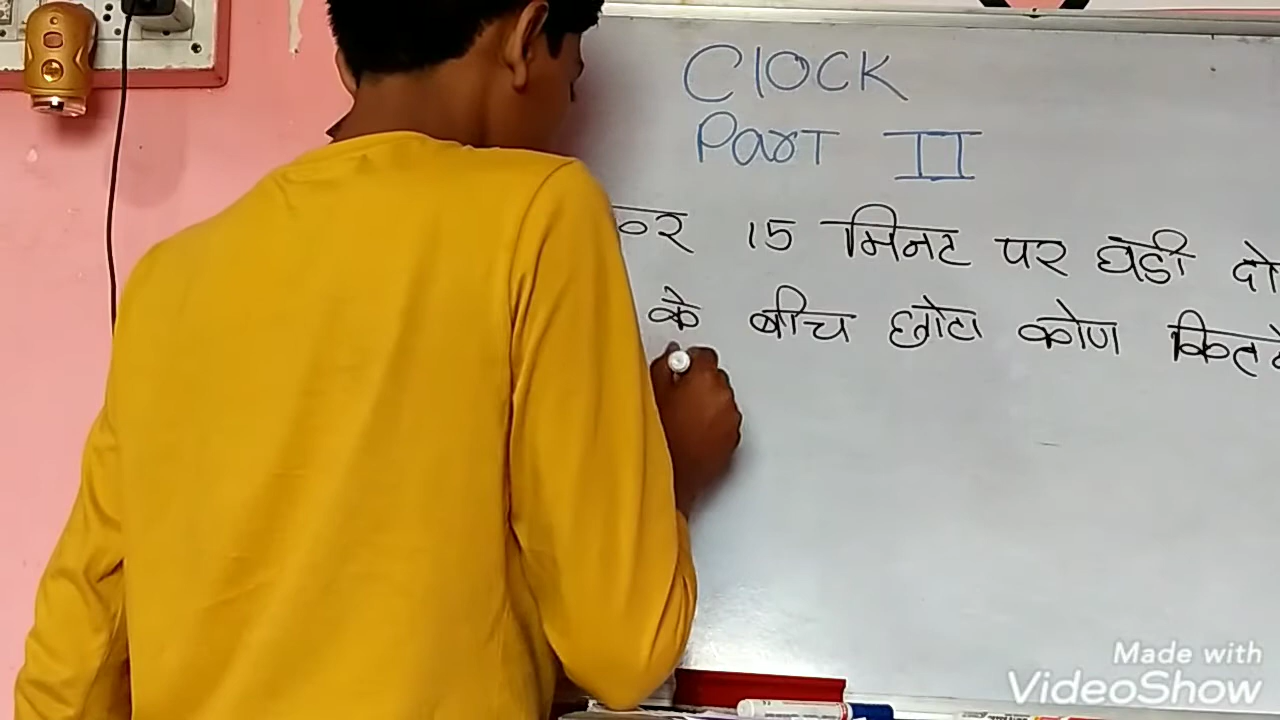 Clock
Part II
15 मिनट पर घडी दो
के बीच छोटा कोण
Made with
VideoShow